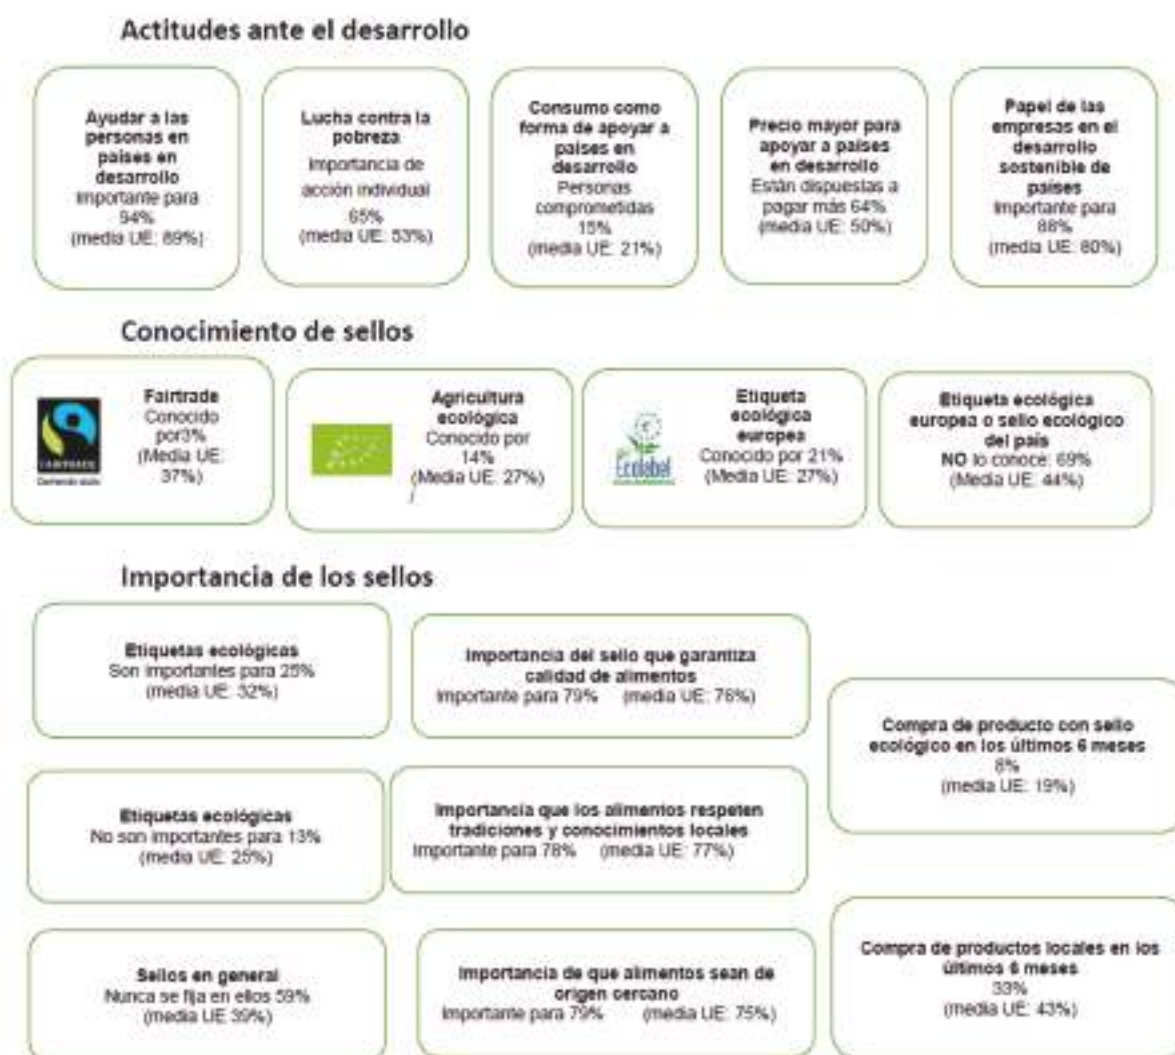 Actitudes ante el desarrollo
Ayudar a las
personas en
países en
desarrollo
Importante para
94%
(media UE: 89%)
Lucha contra la
pobreza
Importancia de
acción individual
65%
(media UE: 53%)
Consumo como
forma de apoyar a
países en
desarrollo
Personas
comprometidas
15%
(media UE: 21%)
Precio mayor para
apoyar a países
en desarrollo
Están dispuestas a
pagar más 64%
(media UE: 50%)
Papel de las
empresas en el
desarrollo
sostenible de
países
Importante para
88%
(media UE: 80%)
Conocimiento de sellos
FAIRTRADE
Comercio Justo
Fairtrade
Conocido
por3%
(Media UE:
37%)
Agricultura
ecológica
Conocido por
14%
(Media UE: 27%)
/
Ecolabel
Etiqueta
ecológica
europea
Conocido por 21%
(Media UE: 27%)
Etiqueta ecológica
europea o sello ecológico
del país
NO lo conoce: 69%
(Media UE: 44%)
Importancia de los sellos
Etiquetas ecológicas
Son importantes para 25%
(media UE: 32%)
Importancia del sello que garantiza
calidad de alimentos
Importante para 79% (media UE: 76%)
Compra de producto con sello
ecológico en los últimos 6 meses
8%
(media UE: 19%)
Etiquetas ecológicas
No son importantes para 13%
(media UE: 25%)
Importancia que los alimentos respeten
tradiciones y conocimientos locales
Importante para 78% (media UE: 77%)
Sellos en general
Nunca se fija en ellos 59%
(media UE 39%)
Importancia de que alimentos sean de
origen cercano
Importante para 79% (media UE: 75%)
Compra de productos locales en los
últimos 6 meses
33%
(media UE: 43%)